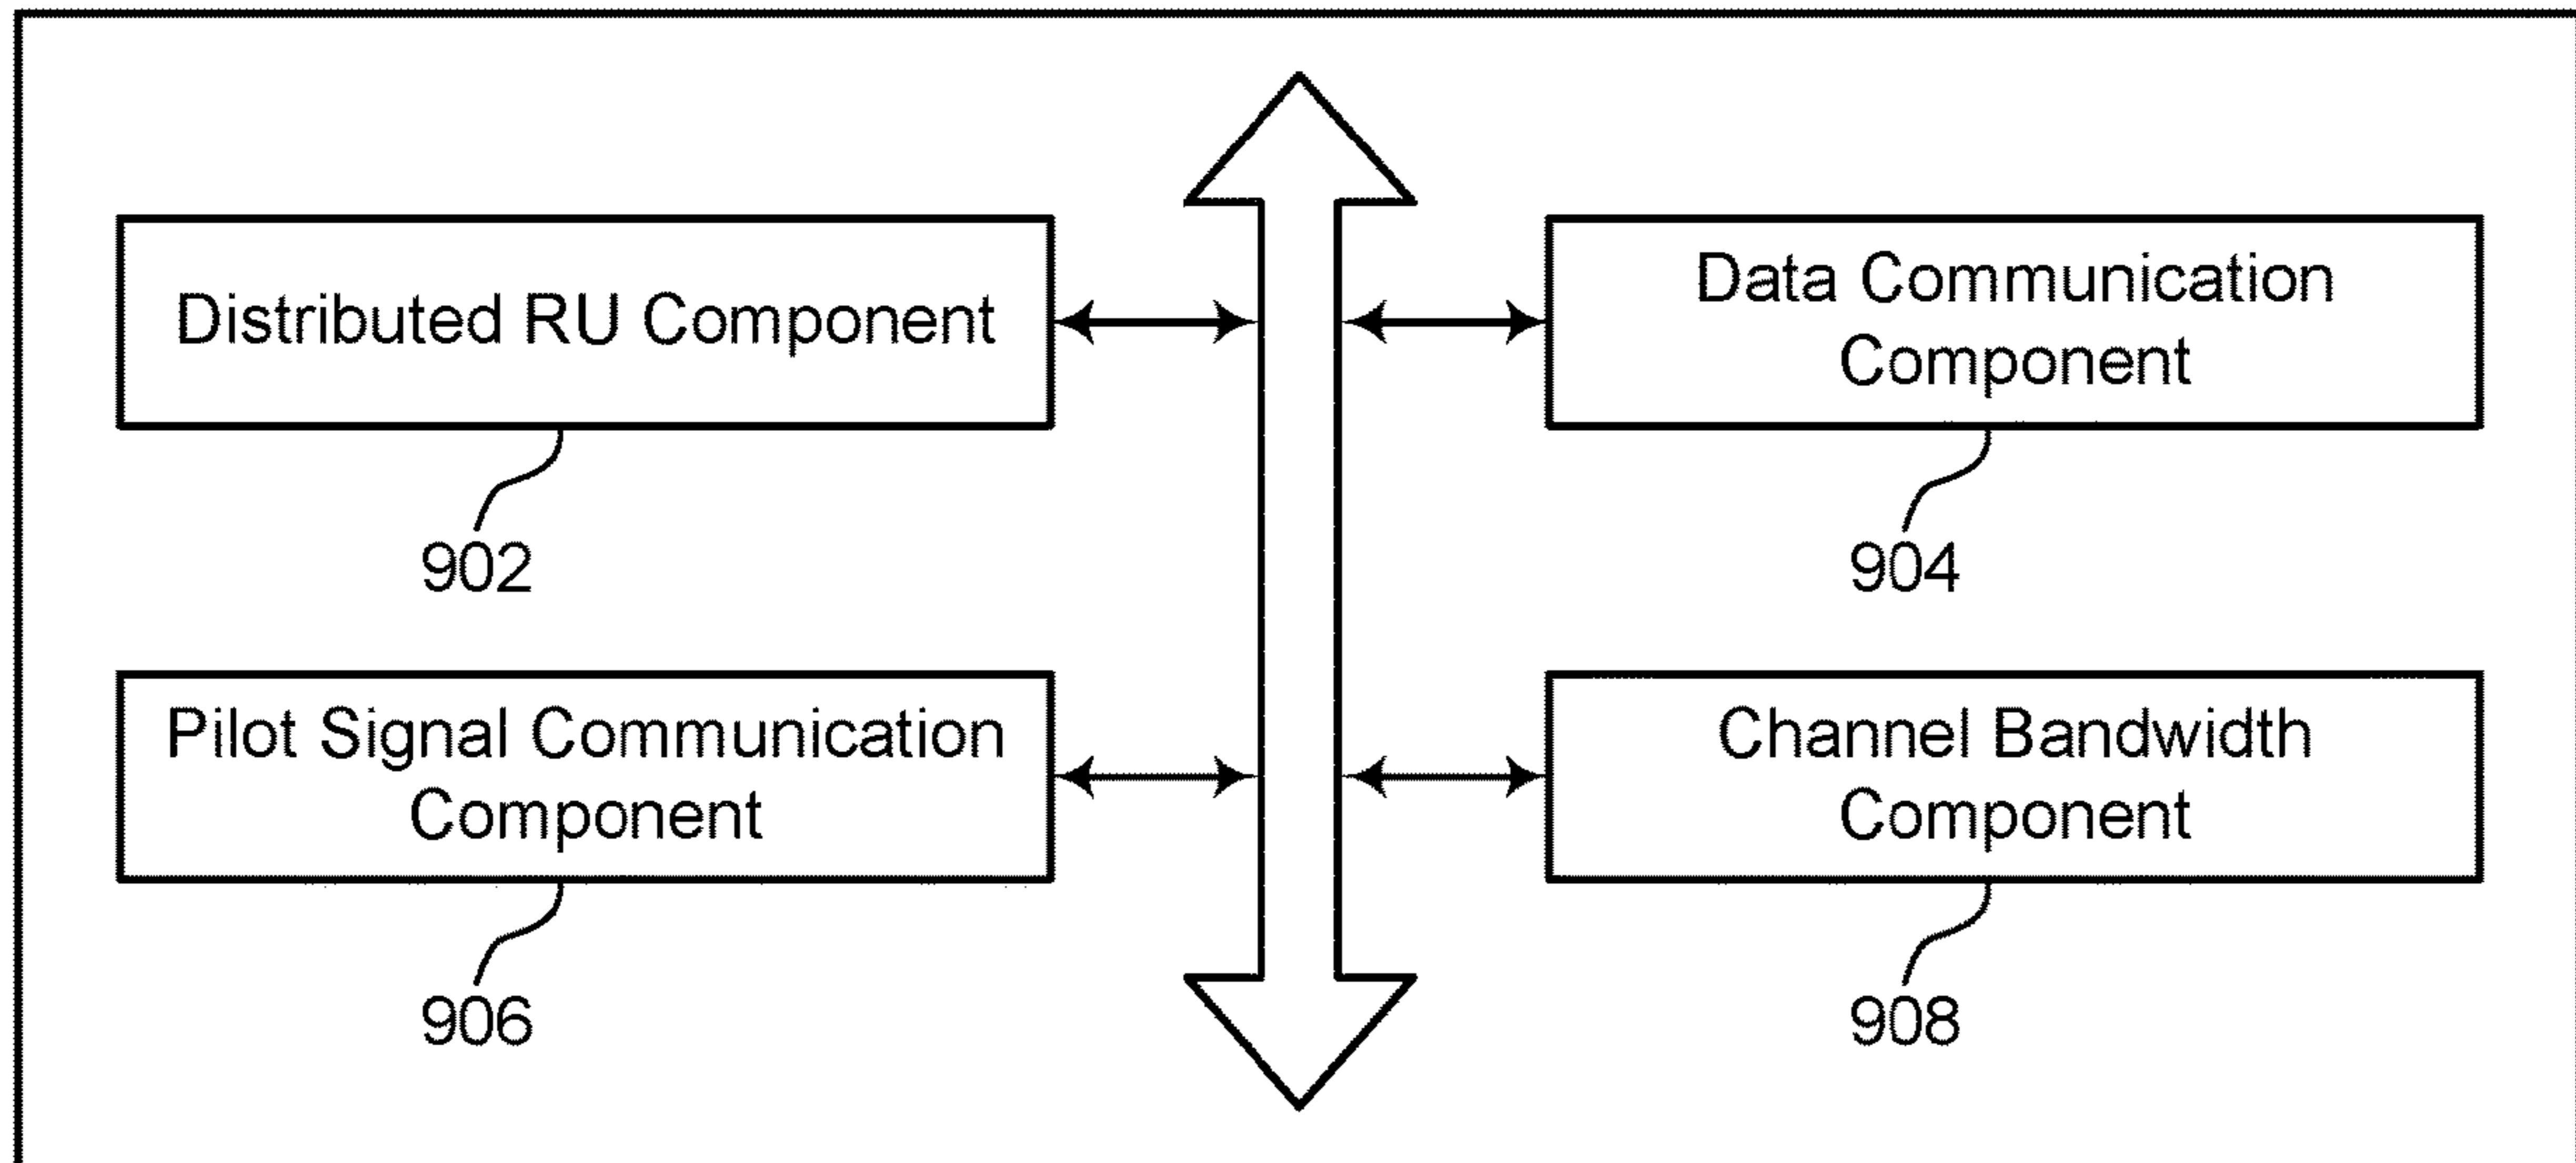 Distributed RU Component
902
Data Communication
Component
904
Pilot Signal Communication
Component
906
Channel Bandwidth
Component
908